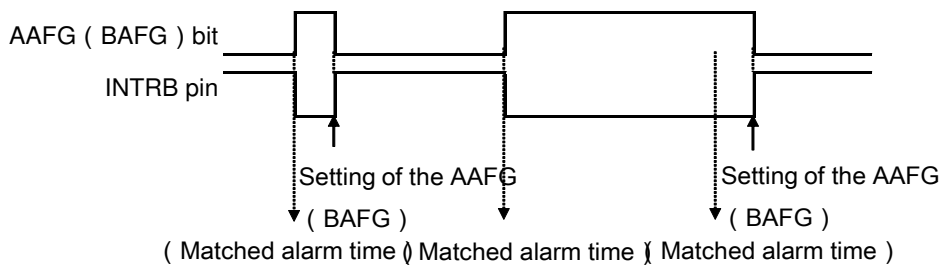 AAFG ( BAFG ) bit
INTRB pin
Setting of the AAFG
( BAFG )
Setting of the AAFG
( BAFG )
( Matched alarm time )
( Matched alarm time )
( Matched alarm time )